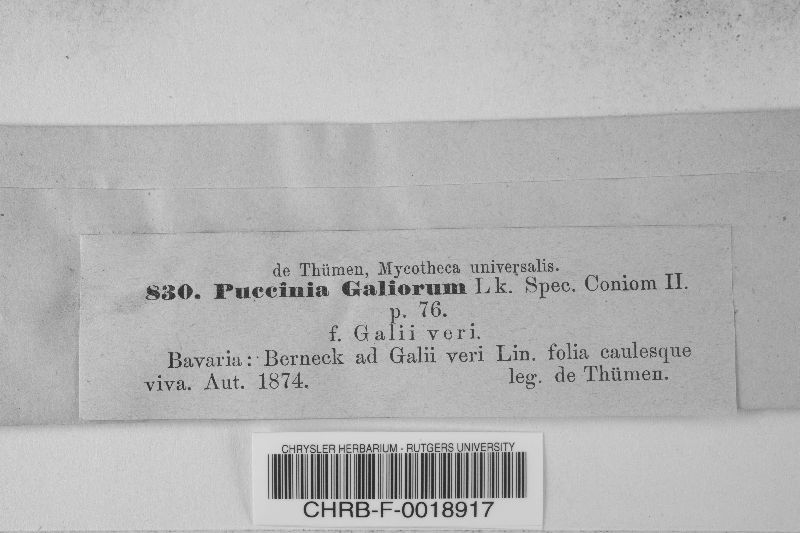 de Thümen, Mycotheca universalis.
830. Puccinia Galiorum Lk. Spec. Coniom II.
p. 76.
f. Galii veri.
Bavaria: Berneck ad Galii veri Lin. folia caulesque
viva. Aut. 1874. leg. de Thümen.
CHRYSLER HERBARIUM - RUTGERS UNIVERSITY
CHRB-F-0018917